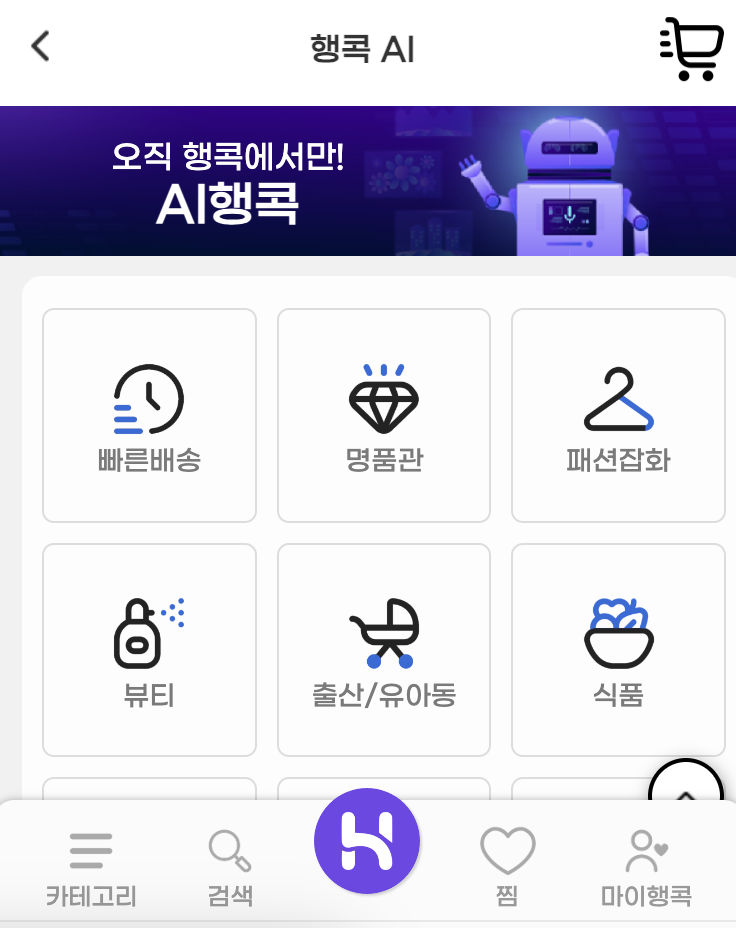 행콕 AI
오직 행콕에서만!
AI행콕
빠른배송
명품관
패션잡화
뷰티
출산/유아동
식품
카테고리
검색
찜
마이행콕